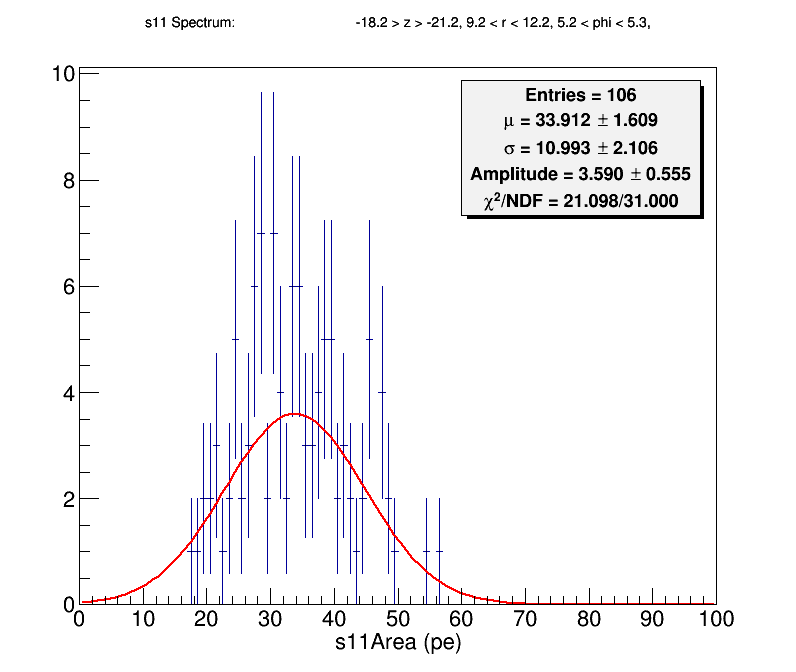 s11 Spectrum: -18.2 > z > -21.2, 9.2 < r < 12.2, 5.2 < phi < 5.3,
Entries = 106
μ = 33.912 ± 1.609
σ = 10.993 ± 2.106
Amplitude = 3.590 ± 0.555
χ²/NDF = 21.098/31.000
10
8
6
4
2
0
0 10 20 30 40 50 60 70 80 90 100
s11Area (pe)